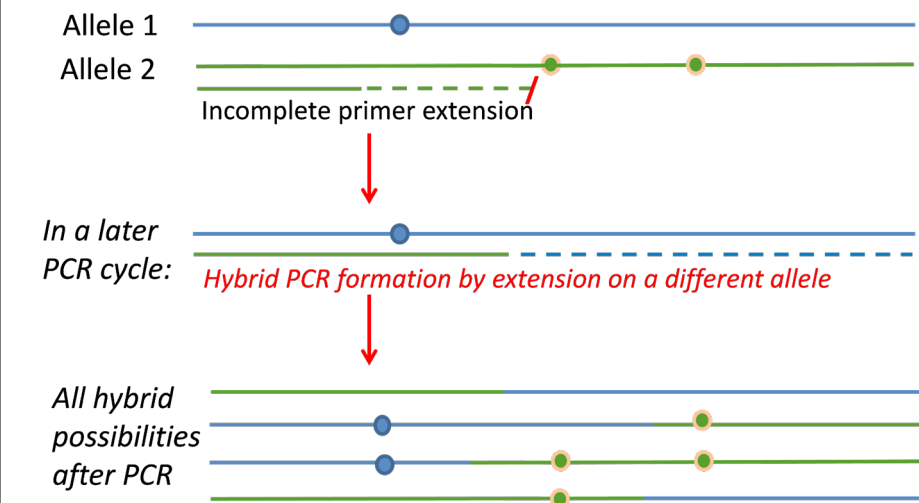 Allele 1
Allele 2
Incomplete primer extension
In a later
PCR cycle:
Hybrid PCR formation by extension on a different allele
All hybrid
possibilities
after PCR